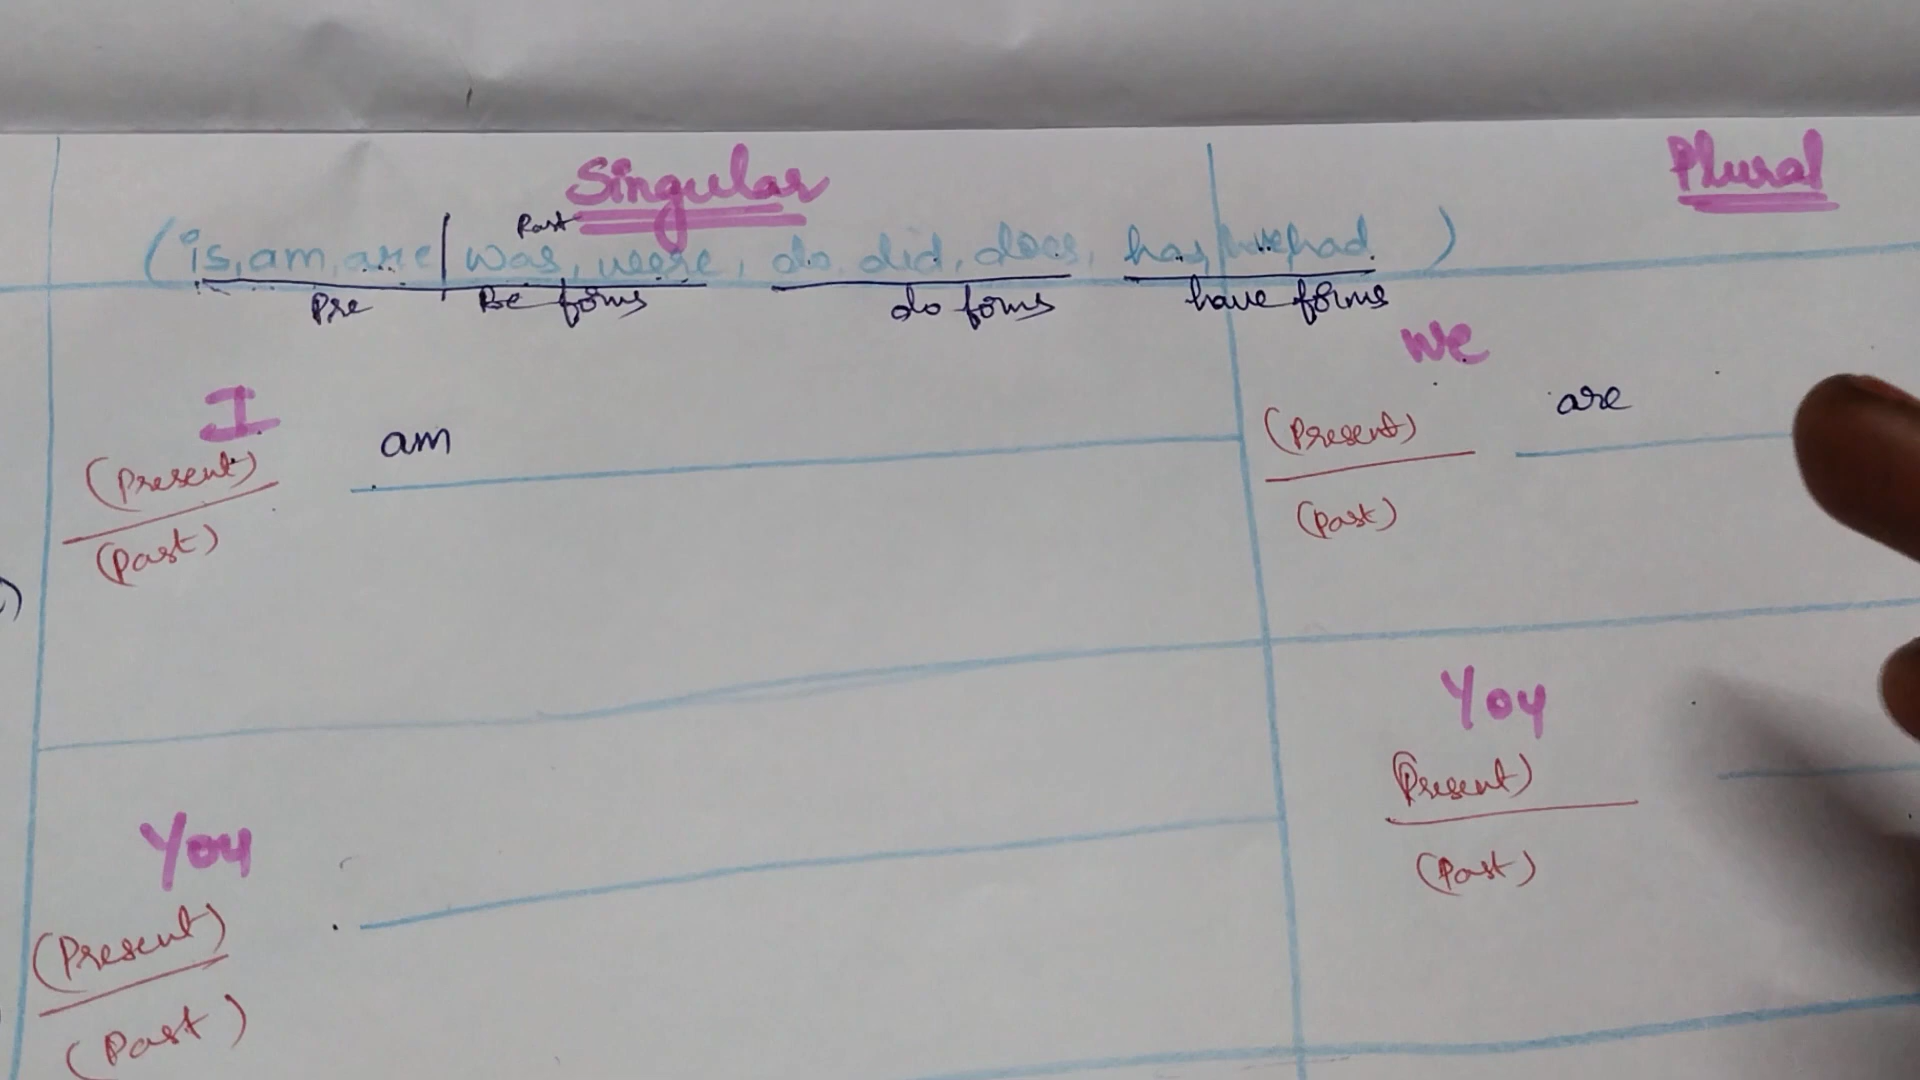 Singular
Plural
Past
(is, am, are | was, were, do did, does, has, have had )
Pre
Be forms
do forms
have forms
I
am
(Present)
(Past)
We
are
(Present)
(Past)
You
(Present)
(Past)
You
(Present)
(Past)